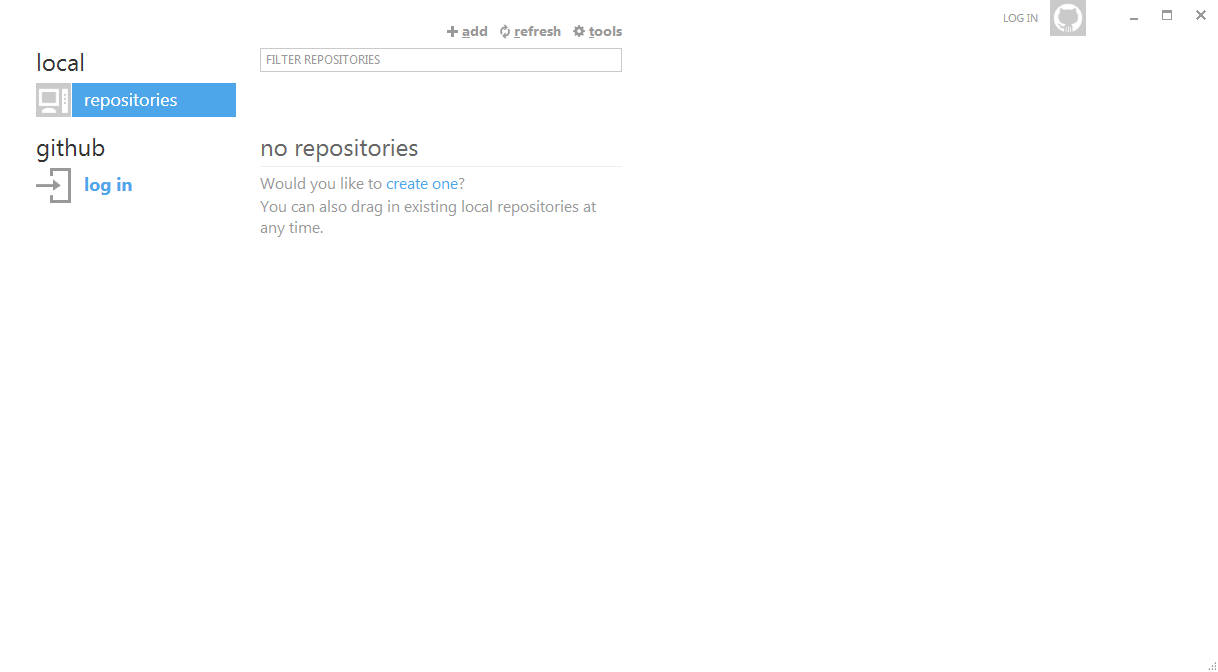 LOG IN
add refresh tools
local
FILTER REPOSITORIES
repositories
github
log in
no repositories
Would you like to create one?
You can also drag in existing local repositories at
any time.